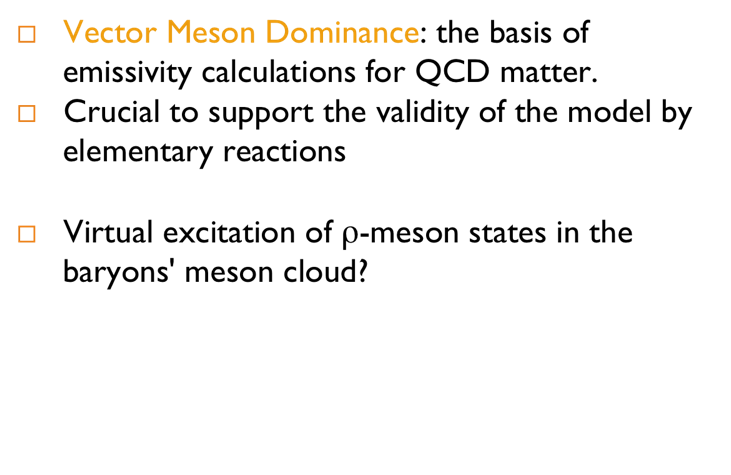 Vector Meson Dominance: the basis of
emissivity calculations for QCD matter.
Crucial to support the validity of the model by
elementary reactions
Virtual excitation of ρ-meson states in the
baryons' meson cloud?